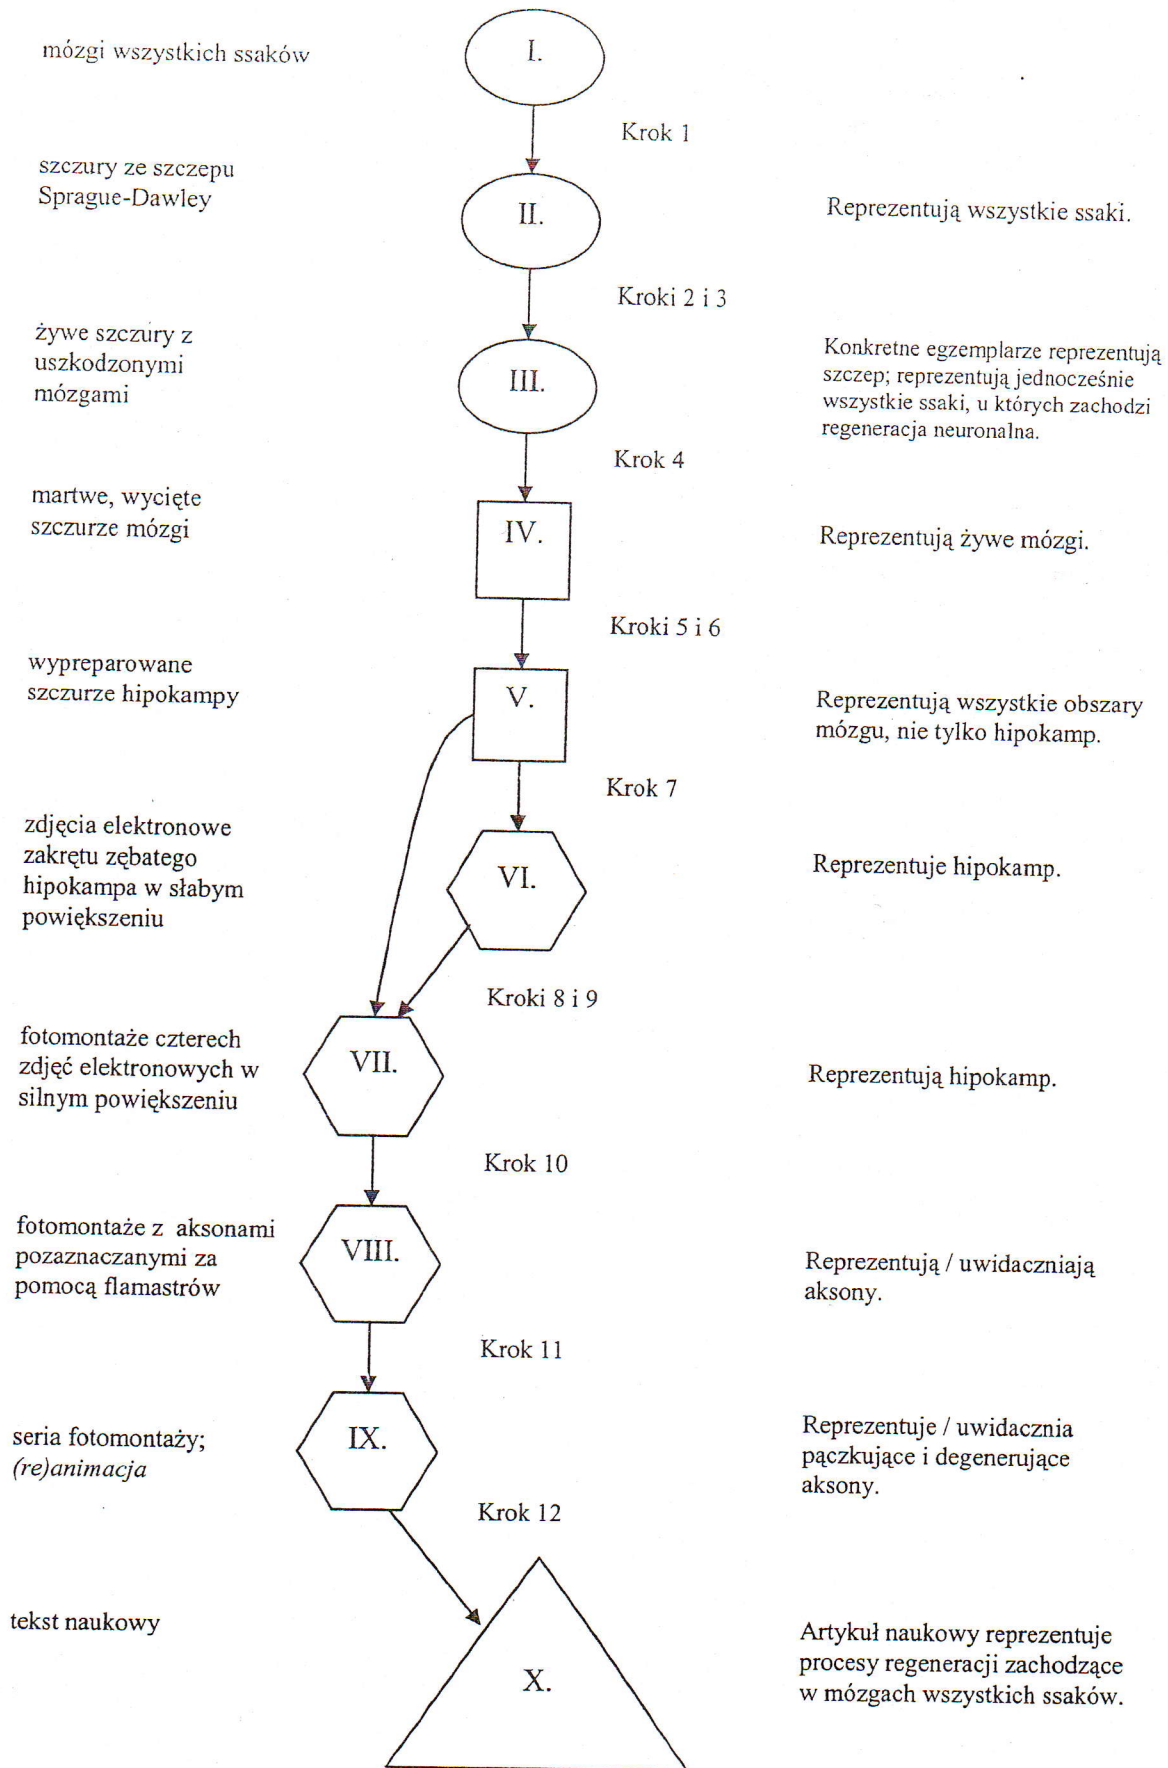 mózgi wszystkich ssaków
I.
Krok 1
szczury ze szczepu
Sprague-Dawley
II.
Reprezentują wszystkie ssaki.
Kroki 2 i 3
żywe szczury z
uszkodzonymi
mózgami
III.
Konkretne egzemplarze reprezentują
szczep; reprezentują jednocześnie
wszystkie ssaki, u których zachodzi
regeneracja neuronalna.
Krok 4
martwe, wycięte
szczurze mózgi
IV.
Reprezentują żywe mózgi.
Kroki 5 i 6
wypreparowane
szczurze hipokampy
V.
Reprezentują wszystkie obszary
mózgu, nie tylko hipokamp.
Krok 7
zdjęcia elektronowe
zakrętu zębatego
hipokampa w słabym
powiększeniu
VI.
Reprezentuje hipokamp.
Kroki 8 i 9
fotomontaże czterech
zdjęć elektronowych w
silnym powiększeniu
VII.
Reprezentują hipokamp.
Krok 10
fotomontaże z aksonami
pozaznaczanymi za
pomocą flamastrów
VIII.
Reprezentują / uwidaczniają
aksony.
Krok 11
seria fotomontaży;
(re)animacja
IX.
Reprezentuje / uwidacznia
pączkujące i degenerujące
aksony.
Krok 12
tekst naukowy
X.
Artykuł naukowy reprezentuje
procesy regeneracji zachodzące
w mózgach wszystkich ssaków.